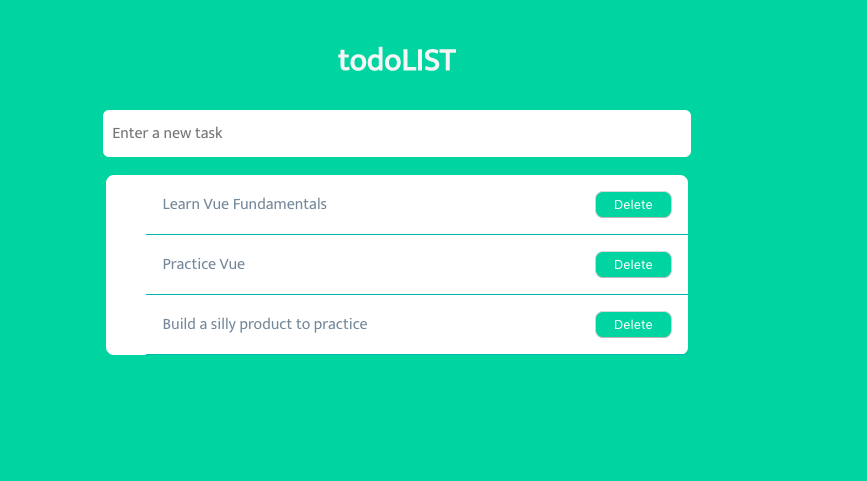 todoLIST
Enter a new task
Learn Vue Fundamentals Delete
Practice Vue Delete
Build a silly product to practice Delete